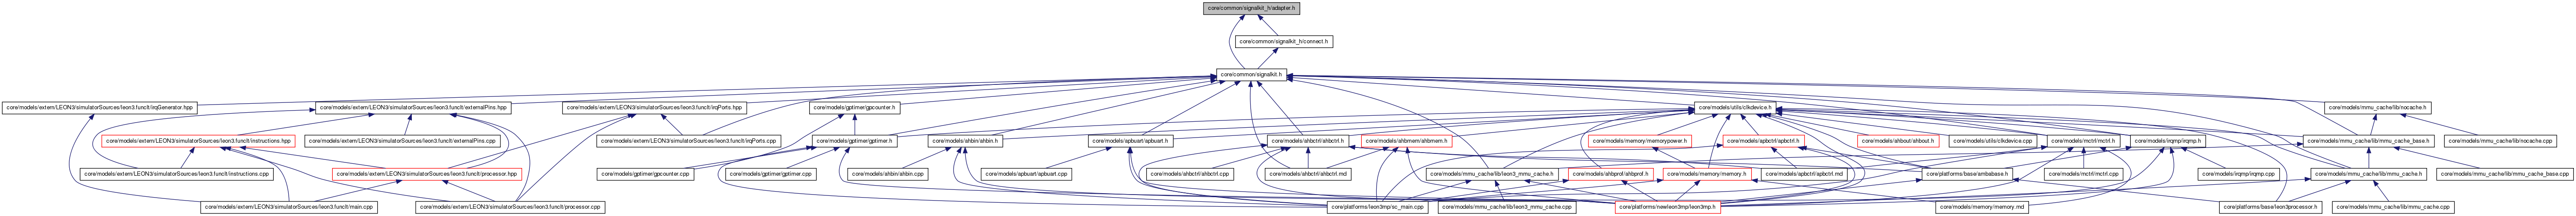 core/common/signalkit_h/adapter.h
core/common/signalkit_h/connect.h
core/common/signalkit.h
core/models/extern/LEON3/simulatorSources/leon3.funclt/irqGenerator.hpp
core/models/extern/LEON3/simulatorSources/leon3.funclt/externalPins.hpp
core/models/extern/LEON3/simulatorSources/leon3.funclt/irqPorts.hpp
core/models/gptimer/gpcounter.h
core/models/utils/clkdevice.h
core/models/mmu_cache/lib/nocache.h
core/models/extern/LEON3/simulatorSources/leon3.funclt/instructions.hpp
core/models/extern/LEON3/simulatorSources/leon3.funclt/externalPins.cpp
core/models/extern/LEON3/simulatorSources/leon3.funclt/irqPorts.cpp
core/models/gptimer/gptimer.h
core/models/ahbin/ahbin.h
core/models/apbuart/apbuart.h
core/models/ahbctrl/ahbctrl.h
core/models/ahbmem/ahbmem.h
core/models/memory/memorypower.h
core/models/apbctrl/apbctrl.h
core/models/ahbout/ahbout.h
core/models/utils/clkdevice.cpp
core/models/mctrl/mctrl.h
core/models/irqmp/irqmp.h
core/models/mmu_cache/lib/mmu_cache_base.h
core/models/mmu_cache/lib/nocache.cpp
core/models/extern/LEON3/simulatorSources/leon3.funclt/instructions.cpp
core/models/extern/LEON3/simulatorSources/leon3.funclt/processor.hpp
core/models/gptimer/gpcounter.cpp
core/models/gptimer/gptimer.cpp
core/models/ahbin/ahbin.cpp
core/models/apbuart/apbuart.cpp
core/models/ahbctrl/ahbctrl.cpp
core/models/ahbctrl/ahbctrl.md
core/models/mmu_cache/lib/leon3_mmu_cache.h
core/models/ahbprof/ahbprof.h
core/models/memory/memory.h
core/models/apbctrl/apbctrl.md
core/platforms/base/ambabase.h
core/models/mctrl/mctrl.cpp
core/models/irqmp/irqmp.cpp
core/models/mmu_cache/lib/mmu_cache.h
core/models/mmu_cache/lib/mmu_cache_base.cpp
core/models/extern/LEON3/simulatorSources/leon3.funclt/main.cpp
core/models/extern/LEON3/simulatorSources/leon3.funclt/processor.cpp
core/platforms/leon3mp/sc_main.cpp
core/models/mmu_cache/lib/leon3_mmu_cache.cpp
core/platforms/newleon3mp/leon3mp.h
core/models/memory/memory.md
core/platforms/base/leon3processor.h
core/models/mmu_cache/lib/mmu_cache.cpp